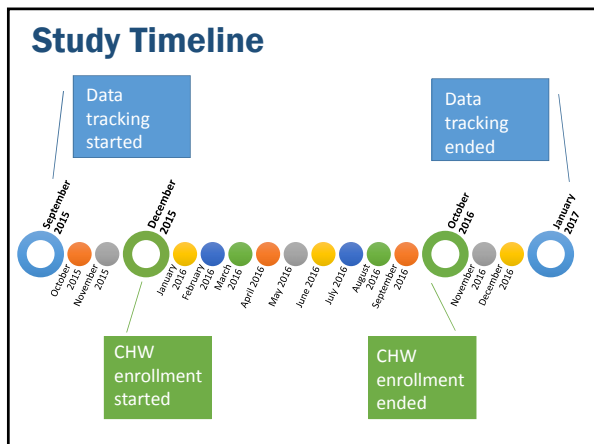 Study Timeline
Data
tracking
started
Data
tracking
ended
September
2015
October
2015
November
2015
December
2015
January
2016
February
2016
March
2016
April 2016
May 2016
June 2016
July 2016
August
2016
September
2016
October
2016
November
2016
December
2016
January
2017
CHW
enrollment
started
CHW
enrollment
ended